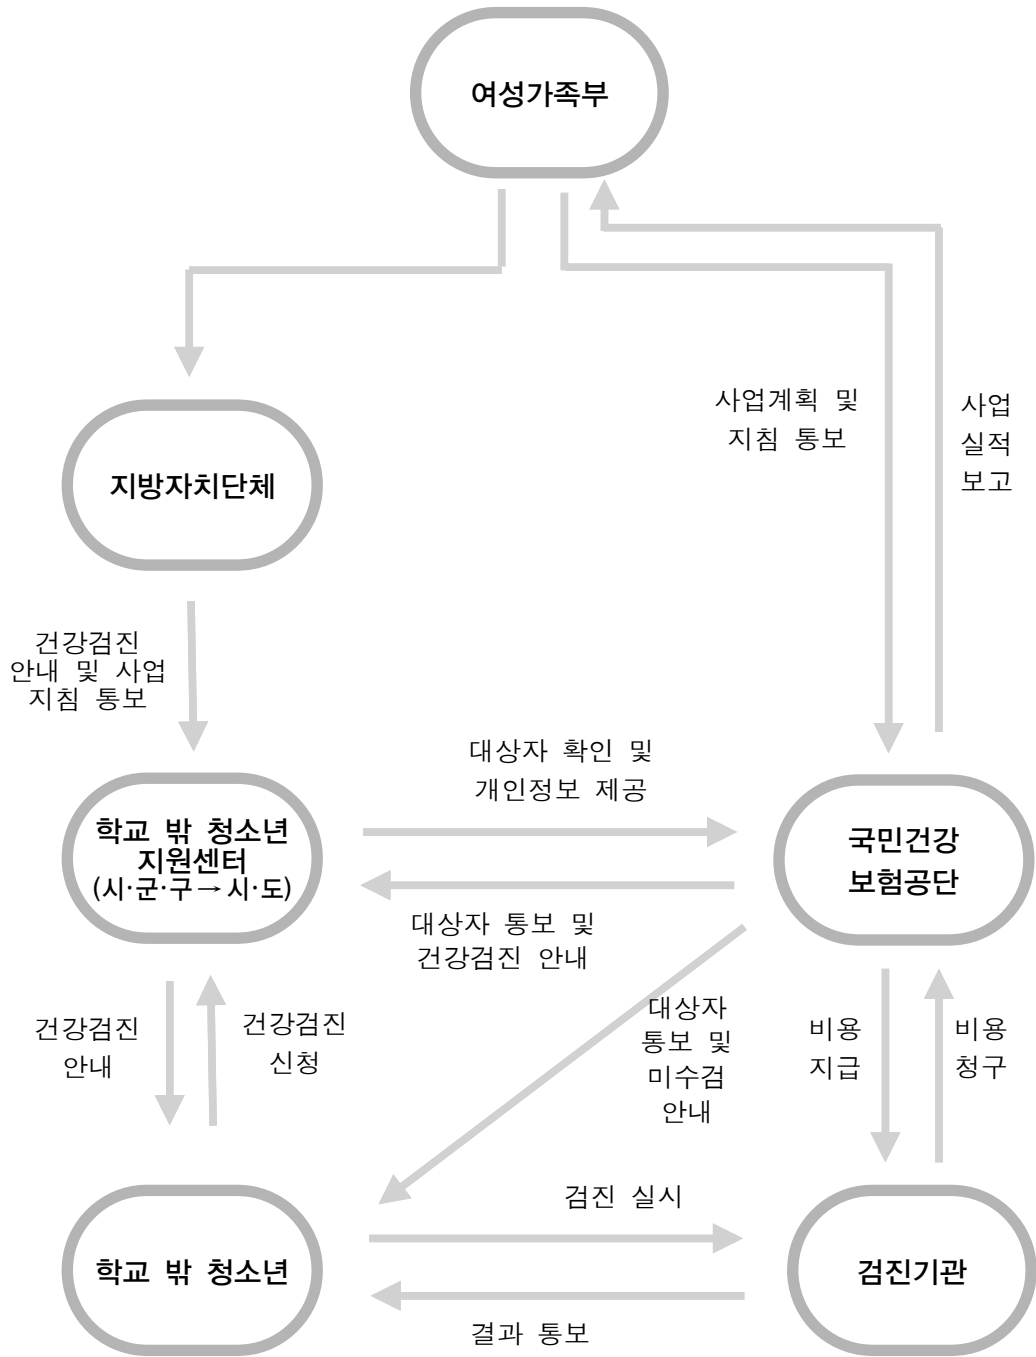 여성가족부
사업계획 및
지침 통보
사업
실적
보고
지방자치단체
건강검진
안내 및 사업
지침 통보
대상자 확인 및
개인정보 제공
학교 밖 청소년
지원센터
(시·군·구→시·도)
국민건강
보험공단
대상자 통보 및
건강검진 안내
건강검진
안내
건강검진
신청
대상자
통보 및
미수검
안내
비용
지급
비용
청구
검진 실시
학교 밖 청소년
검진기관
결과 통보